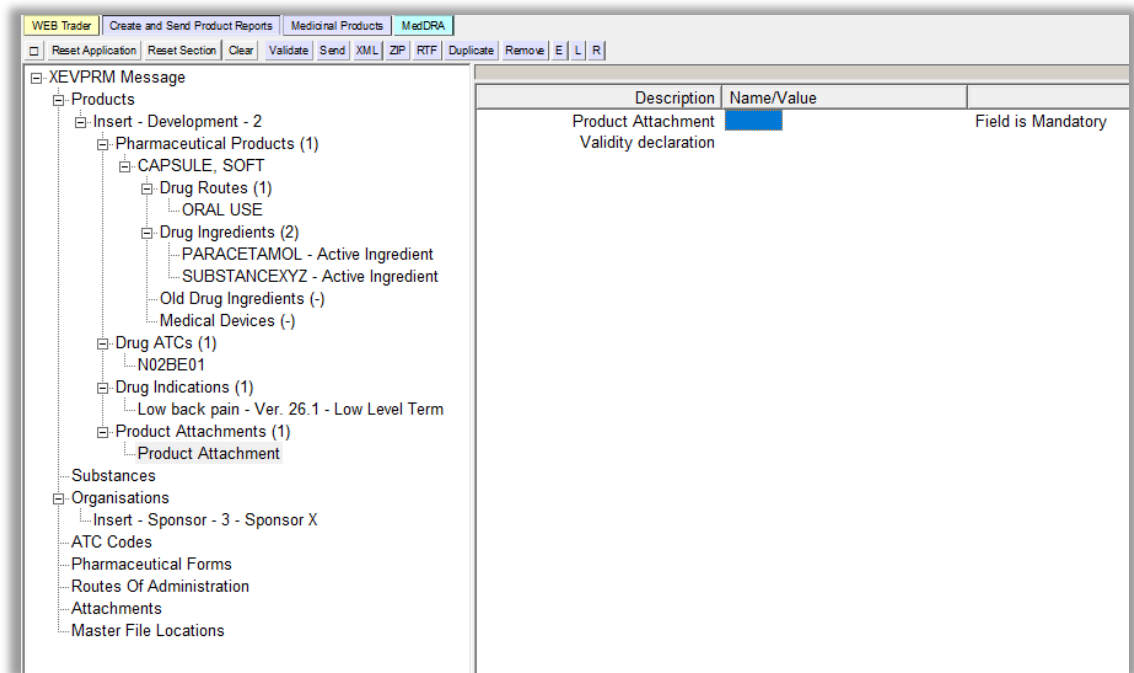 WEB Trader Create and Send Product Reports Medicinal Products MedDRA
Reset Application Reset Section Clear Validate Send XML ZIP RTF Duplicate Remove E L R
XEVPRM Message
Products
Insert - Development - 2
Pharmaceutical Products (1)
CAPSULE, SOFT
Drug Routes (1)
ORAL USE
Drug Ingredients (2)
PARACETAMOL - Active Ingredient
SUBSTANCEXYZ - Active Ingredient
Old Drug Ingredients (-)
Medical Devices (-)
Drug ATCs (1)
N02BE01
Drug Indications (1)
Low back pain - Ver. 26.1 - Low Level Term
Product Attachments (1)
Product Attachment
Substances
Organisations
Insert - Sponsor - 3 - Sponsor X
ATC Codes
Pharmaceutical Forms
Routes Of Administration
Attachments
Master File Locations
Description Name/Value
Product Attachment Field is Mandatory
Validity declaration